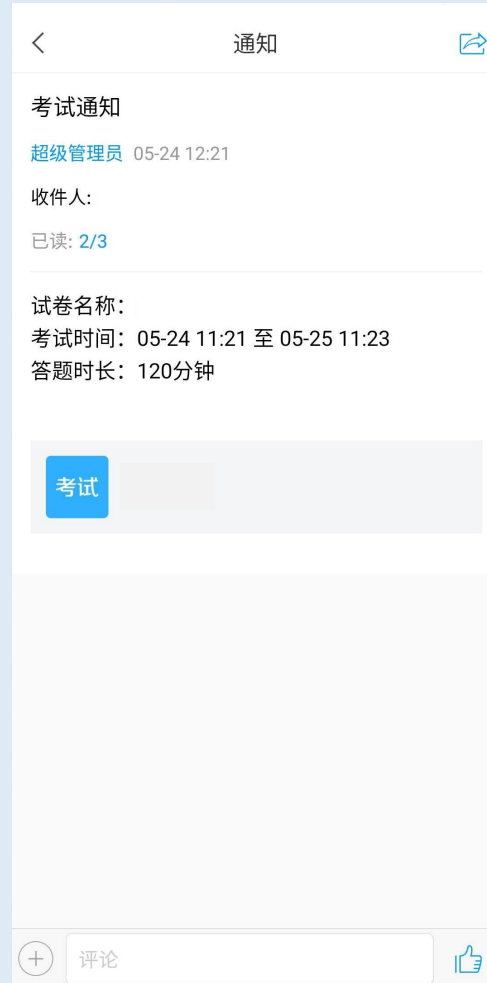 通知
考试通知
超级管理员 05-24 12:21
收件人:
已读: 2/3
试卷名称：
考试时间：05-24 11:21 至 05-25 11:23
答题时长：120分钟
考试
评论